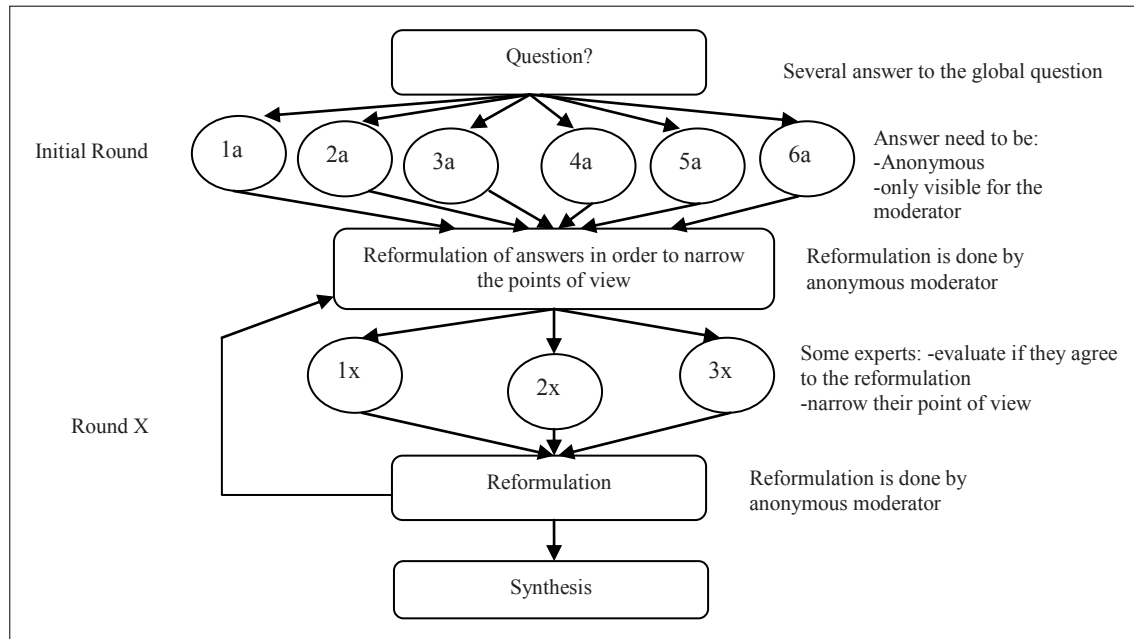 Question?
Several answer to the global question
Initial Round
1a
2a
3a
4a
5a
6a
Answer need to be:
-Anonymous
-only visible for the
moderator
Reformulation of answers in order to narrow
the points of view
Reformulation is done by
anonymous moderator
1x
2x
3x
Some experts: -evaluate if they agree
to the reformulation
-narrow their point of view
Round X
Reformulation
Reformulation is done by
anonymous moderator
Synthesis